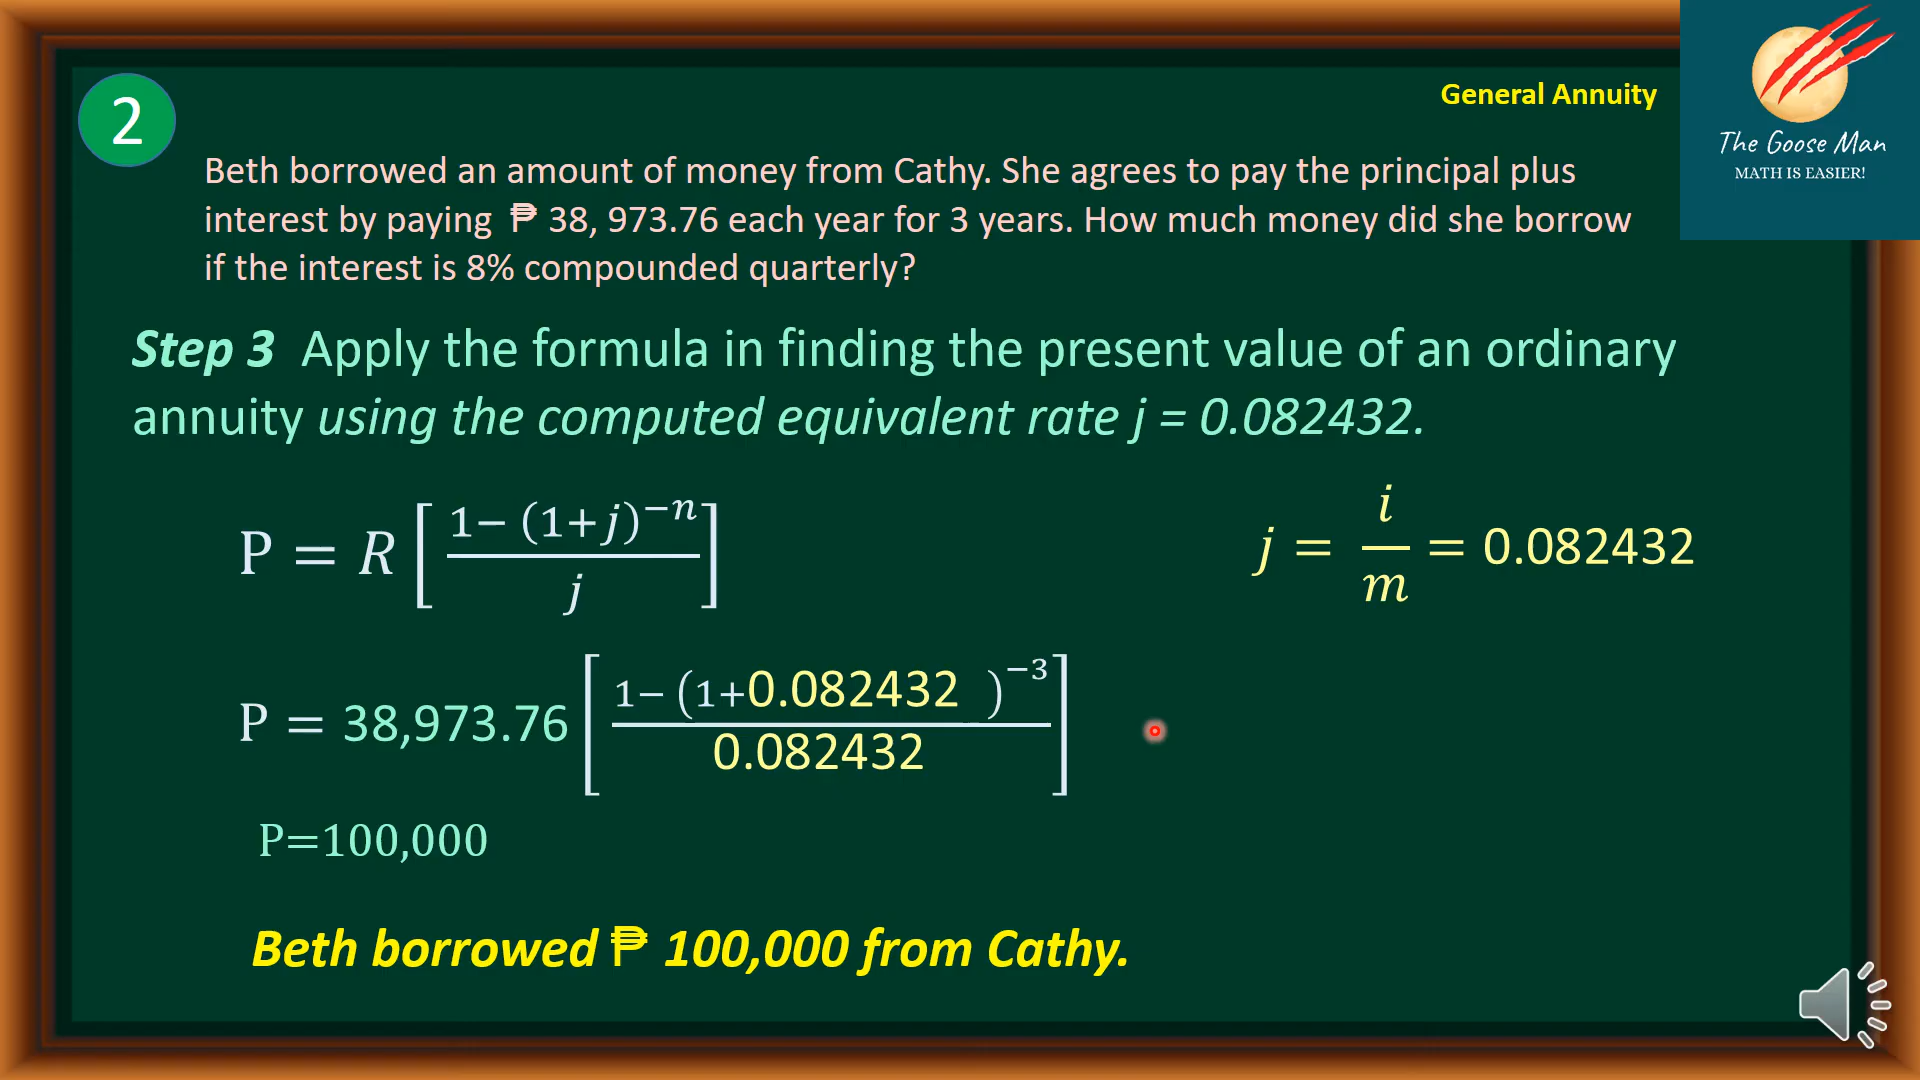 2
General Annuity
The Goose Man
MATH IS EASIER!
Beth borrowed an amount of money from Cathy. She agrees to pay the principal plus
interest by paying ₱ 38, 973.76 each year for 3 years. How much money did she borrow
if the interest is 8% compounded quarterly?
Step 3 Apply the formula in finding the present value of an ordinary
annuity using the computed equivalent rate j = 0.082432.
P = R [ (1− (1+j)^−n) / j ]
j = i/m = 0.082432
P = 38,973.76 [ (1− (1+0.082432 )^−3) / 0.082432 ]
P=100,000
Beth borrowed ₱ 100,000 from Cathy.